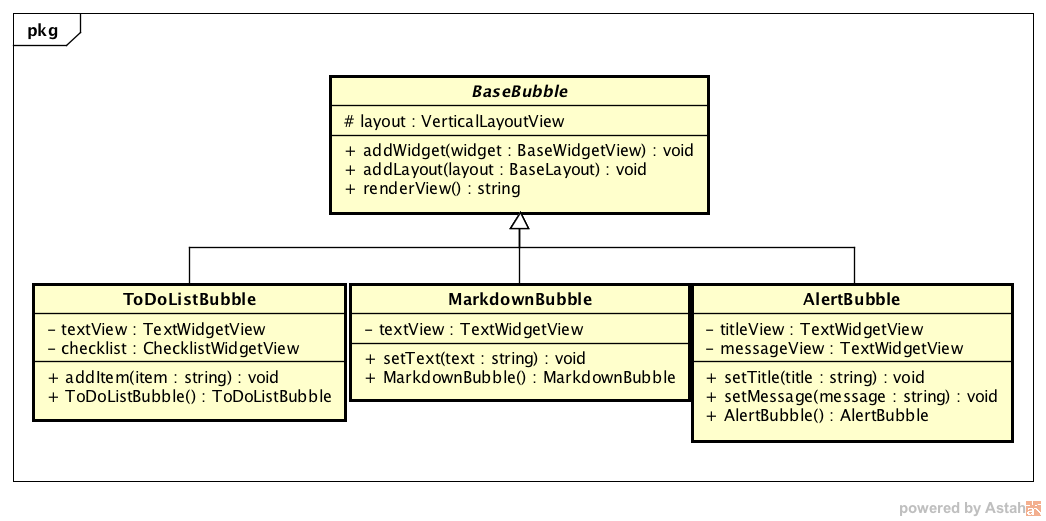 pkg
BaseBubble
# layout : VerticalLayoutView
+ addWidget(widget : BaseWidgetView) : void
+ addLayout(layout : BaseLayout) : void
+ renderView() : string
ToDoListBubble
- textView : TextWidgetView
- checklist : ChecklistWidgetView
+ addItem(item : string) : void
+ ToDoListBubble() : ToDoListBubble
MarkdownBubble
- textView : TextWidgetView
+ setText(text : string) : void
+ MarkdownBubble() : MarkdownBubble
AlertBubble
- titleView : TextWidgetView
- messageView : TextWidgetView
+ setTitle(title : string) : void
+ setMessage(message : string) : void
+ AlertBubble() : AlertBubble
powered by Astah